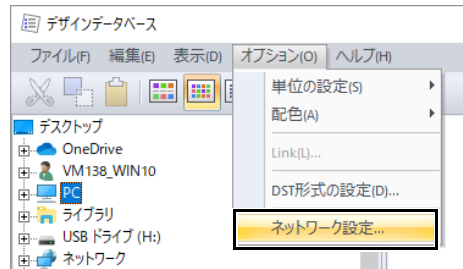 デザインデータベース
ファイル(F) 編集(E) 表示(D) オプション(O) ヘルプ(H)
単位の設定(S)
配色(A)
Link(L)...
DST形式の設定(D)...
ネットワーク設定...
デスクトップ
OneDrive
VM138_WIN10
PC
ライブラリ
USB ドライブ (H:)
ネットワーク